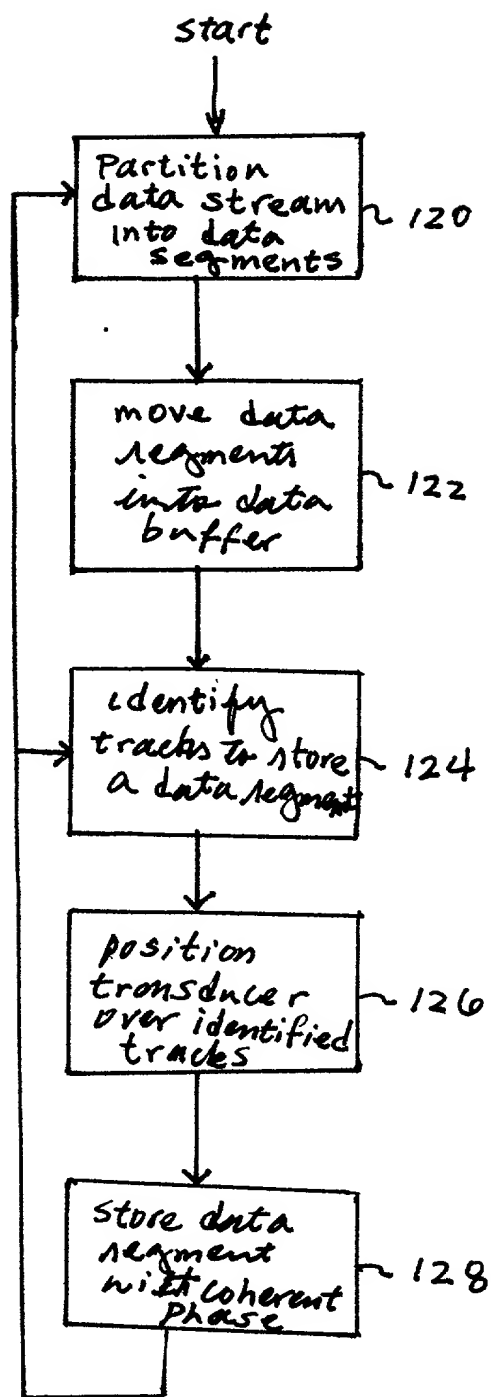 start
Partition
data stream
into data
segments
120
move data
segments
into data
buffer
122
identify
tracks to store
a data segment
124
position
transducer
over identified
tracks
126
store data
segment
with coherent
phase
128